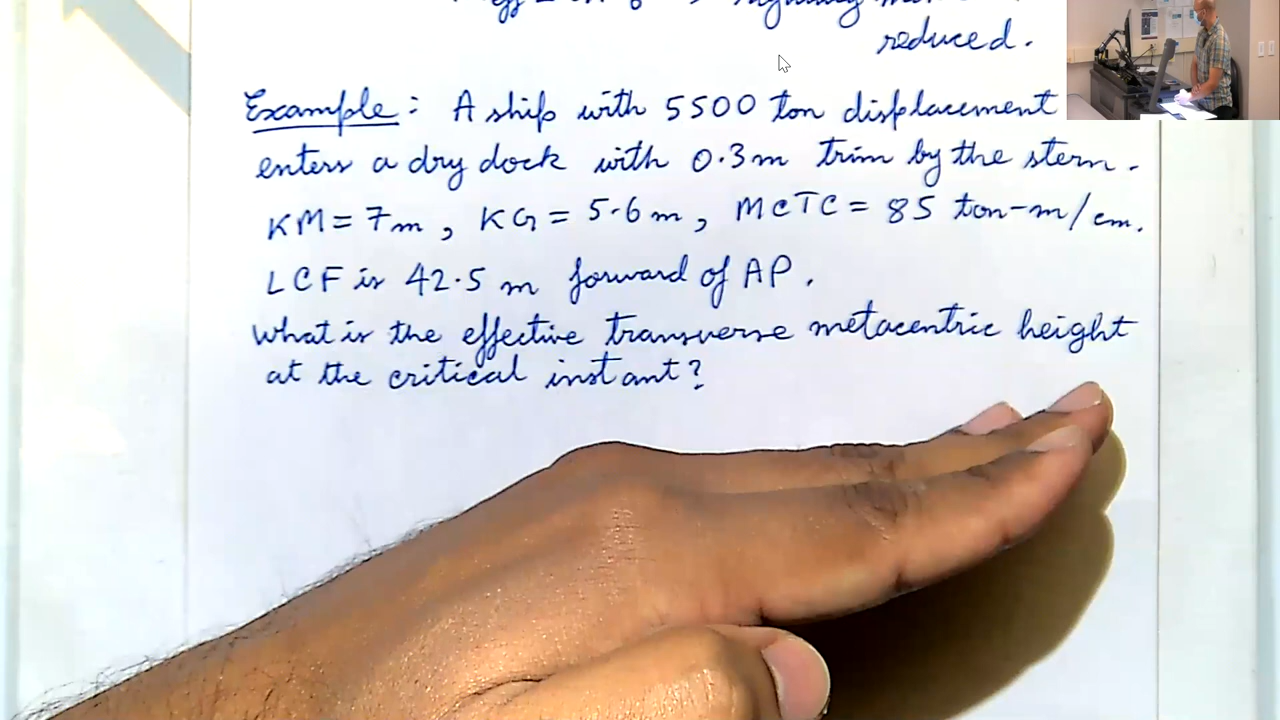 reduced.
Example: A ship with 5500 ton displacement
enters a dry dock with 0.3m trim by the stern.
KM = 7m, KG = 5.6m, MCTC = 85 ton-m/cm.
LCF is 42.5 m forward of AP.
What is the effective transverse metacentric height
at the critical instant?